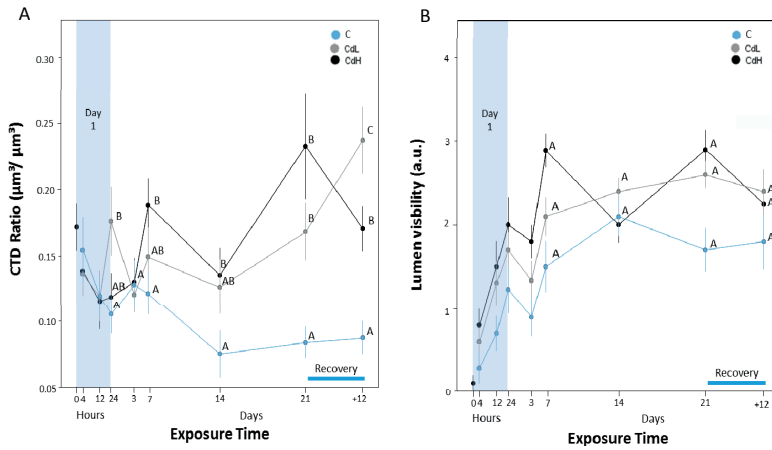 A
C
CdL
CdH
0.30
0.25
0.20
0.15
0.10
0.05
CTD Ratio (µm³/ µm³)
Day
1
B
AB
A
A
B
AB
A
B
AB
A
B
B
A
C
B
A
Recovery
0 4 12 24 3 7 14 21 +12
Hours Days
Exposure Time
B
C
CdL
CdH
4
3
2
1
0
Lumen visbility (a.u.)
Day
1
A
A
A
A
A
A
A
A
A
A
A
Recovery
0 4 12 24 3 7 14 21 +12
Hours Days
Exposure Time